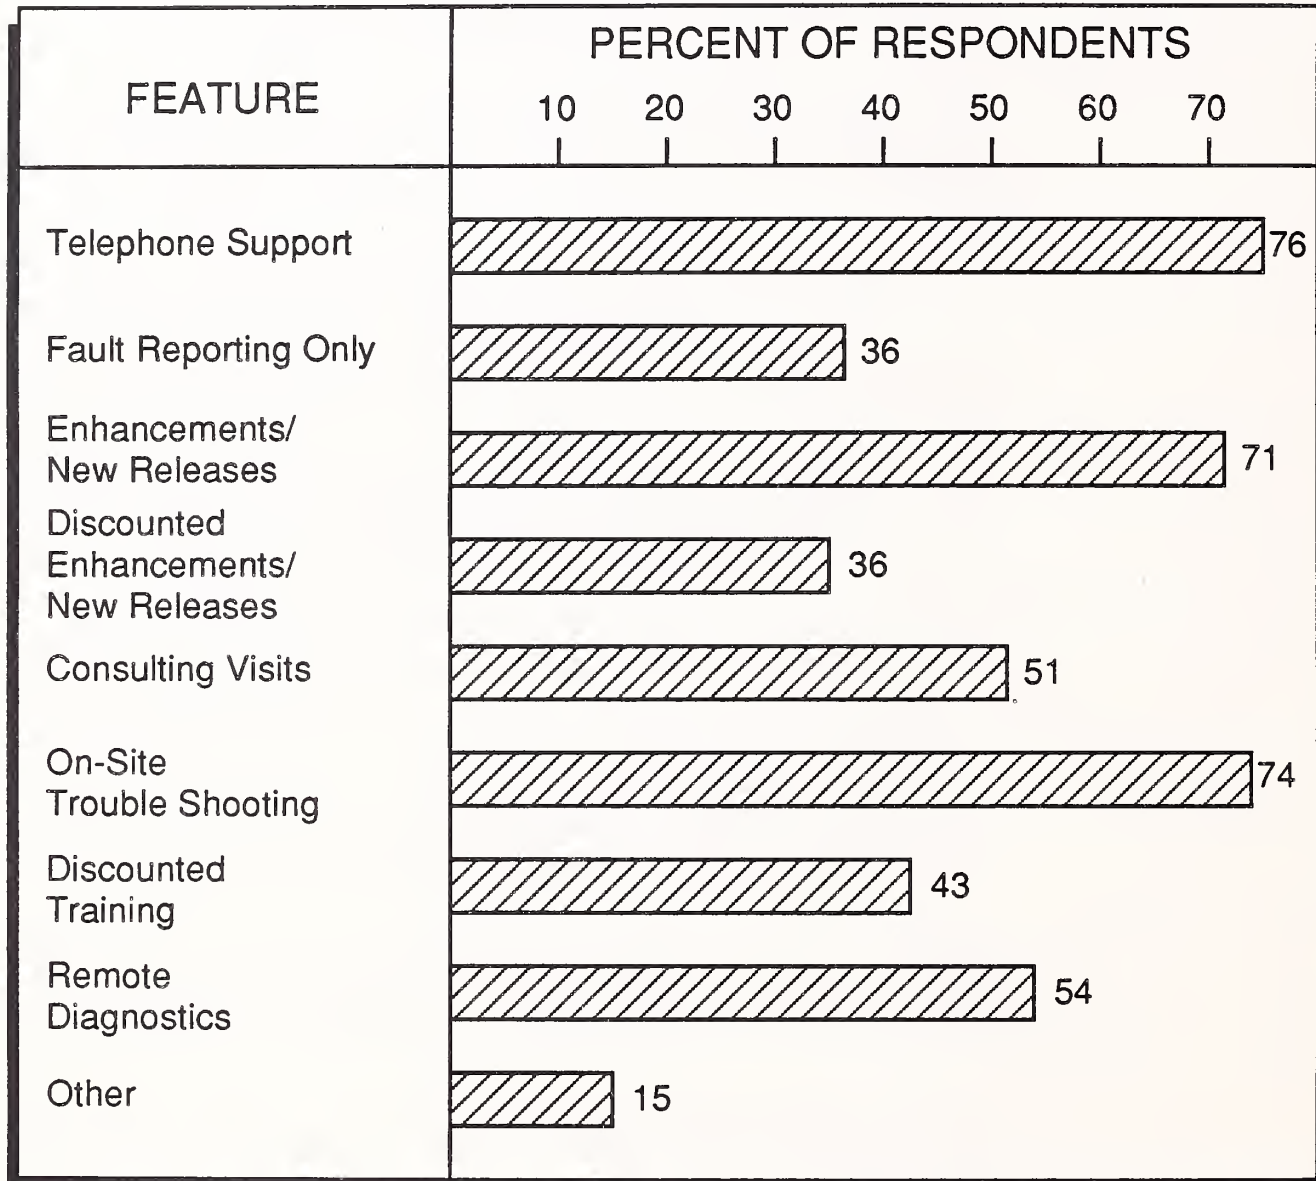 PERCENT OF RESPONDENTS
FEATURE
10 20 30 40 50 60 70
Telephone Support 76
Fault Reporting Only 36
Enhancements/
New Releases 71
Discounted
Enhancements/
New Releases 36
Consulting Visits 51
On-Site
Trouble Shooting 74
Discounted
Training 43
Remote
Diagnostics 54
Other 15